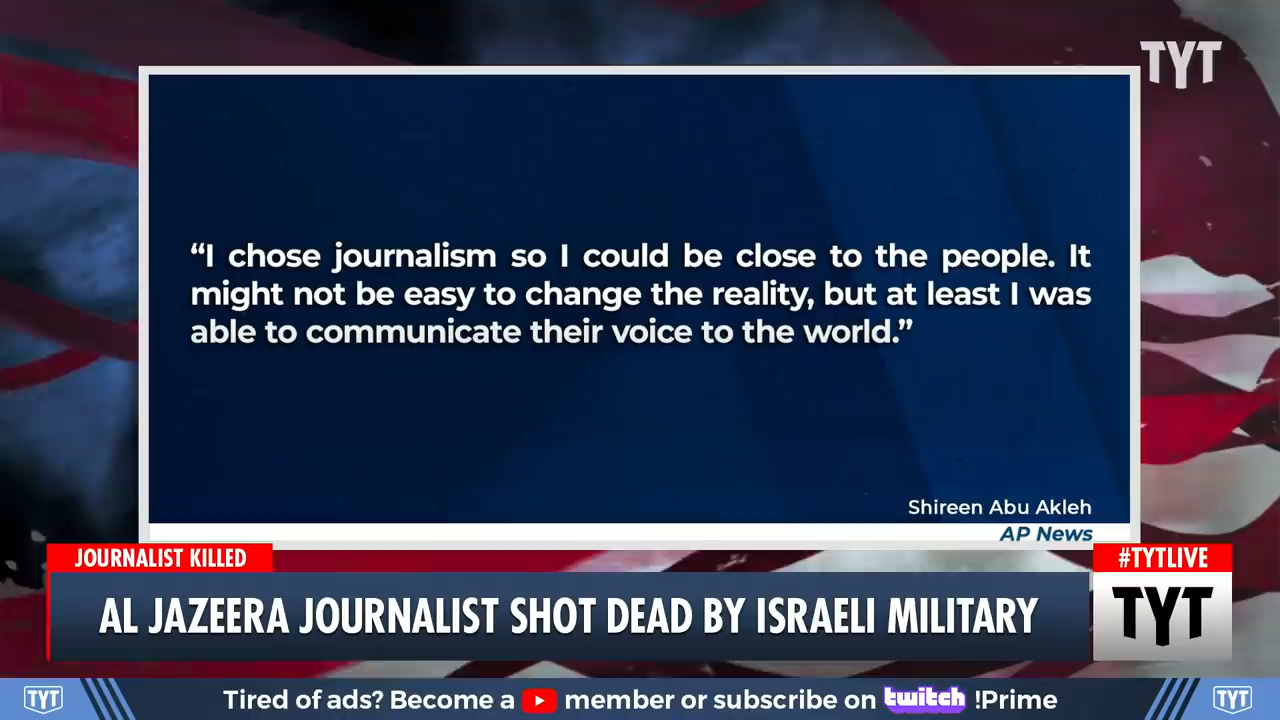 TYT
“I chose journalism so I could be close to the people. It
might not be easy to change the reality, but at least I was
able to communicate their voice to the world.”
Shireen Abu Akleh
AP News
JOURNALIST KILLED
#TYTLIVE
AL JAZEERA JOURNALIST SHOT DEAD BY ISRAELI MILITARY
TYT
TYT
Tired of ads? Become a member or subscribe on twitch !Prime
TYT